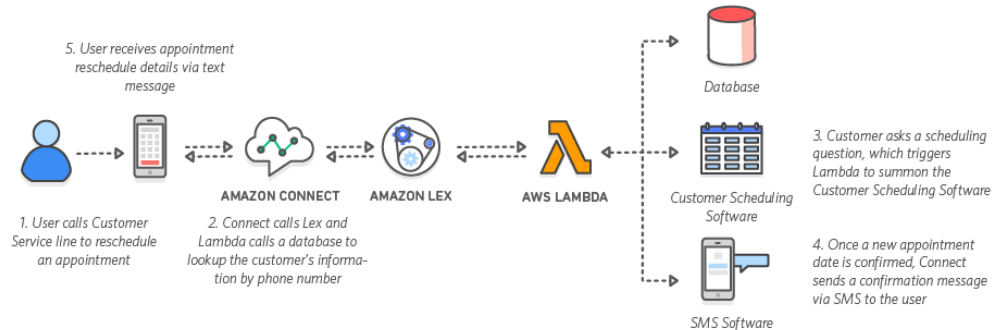 5. User receives appointment
reschedule details via text
message
Database
AMAZON CONNECT
AMAZON LEX
AWS LAMBDA
Customer Scheduling
Software
3. Customer asks a scheduling
question, which triggers
Lambda to summon the
Customer Scheduling Software
1. User calls Customer
Service line to reschedule
an appointment
2. Connect calls Lex and
Lambda calls a database to
lookup the customer's informa-
tion by phone number
4. Once a new appointment
date is confirmed, Connect
sends a confirmation message
via SMS to the user
SMS Software